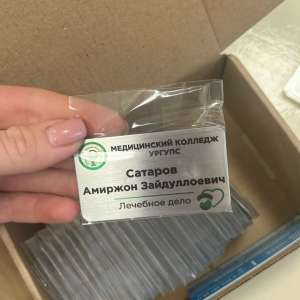 МЕДИЦИНСКИЙ КОЛЛЕДЖ
УРГУПС
Сатаров
Амиржон Зайдуллоевич
Лечебное дело